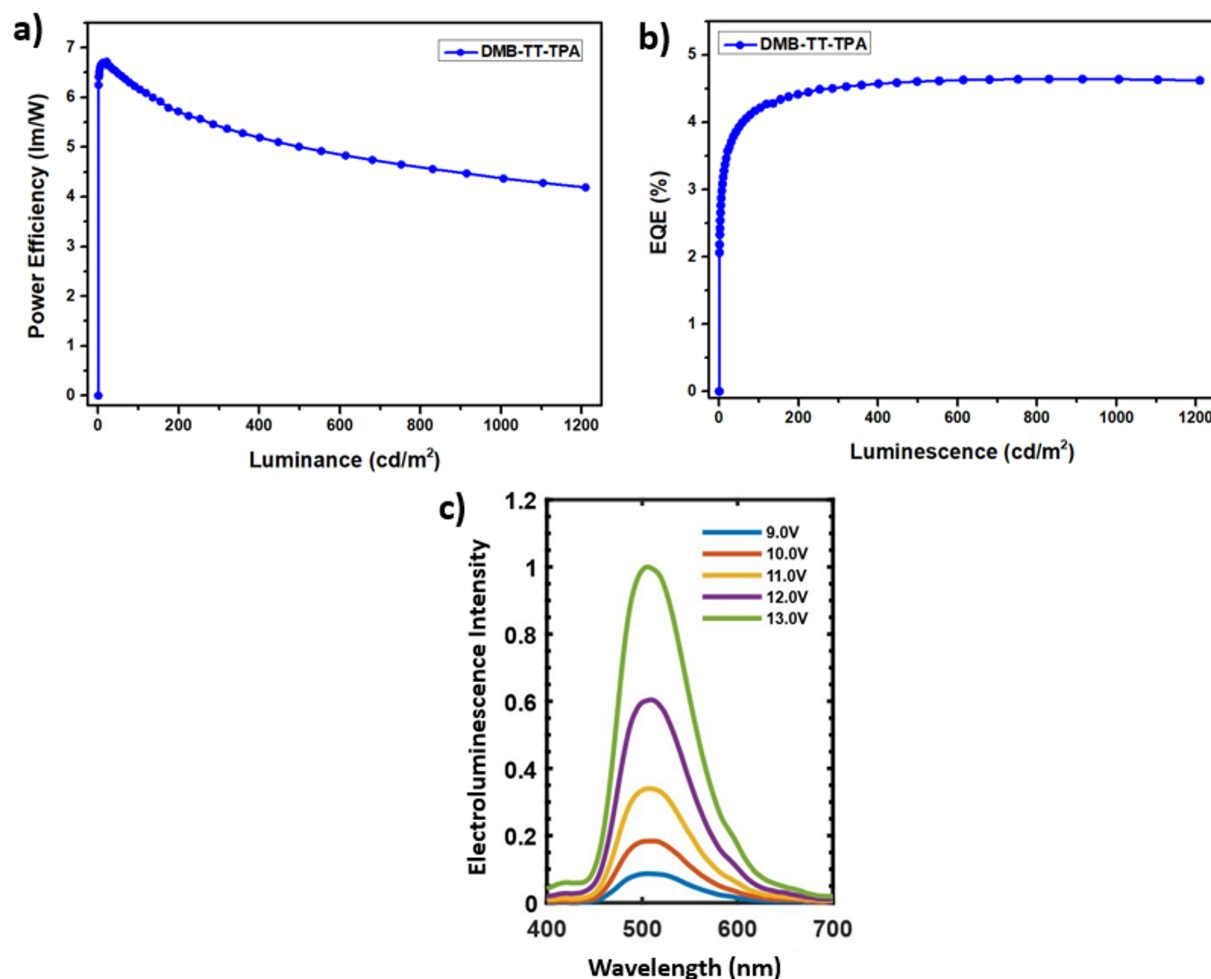 a)
DMB-TT-TPA
Power Efficiency (lm/W)
7
6
5
4
3
2
1
0
0 200 400 600 800 1000 1200
Luminance (cd/m²)
b)
DMB-TT-TPA
EQE (%)
5
4
3
2
1
0
0 200 400 600 800 1000 1200
Luminescence (cd/m²)
c)
Electroluminescence Intensity
1.2
1
0.8
0.6
0.4
0.2
0
9.0V
10.0V
11.0V
12.0V
13.0V
400 500 600 700
Wavelength (nm)